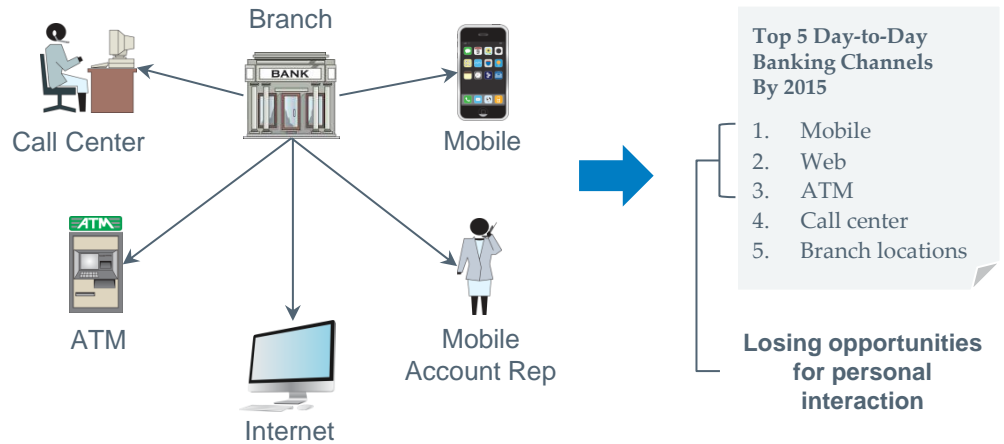 Branch
BANK
Call Center
Mobile
ATM
ATM
Internet
Mobile
Account Rep
Top 5 Day-to-Day
Banking Channels
By 2015
1. Mobile
2. Web
3. ATM
4. Call center
5. Branch locations
Losing opportunities
for personal
interaction